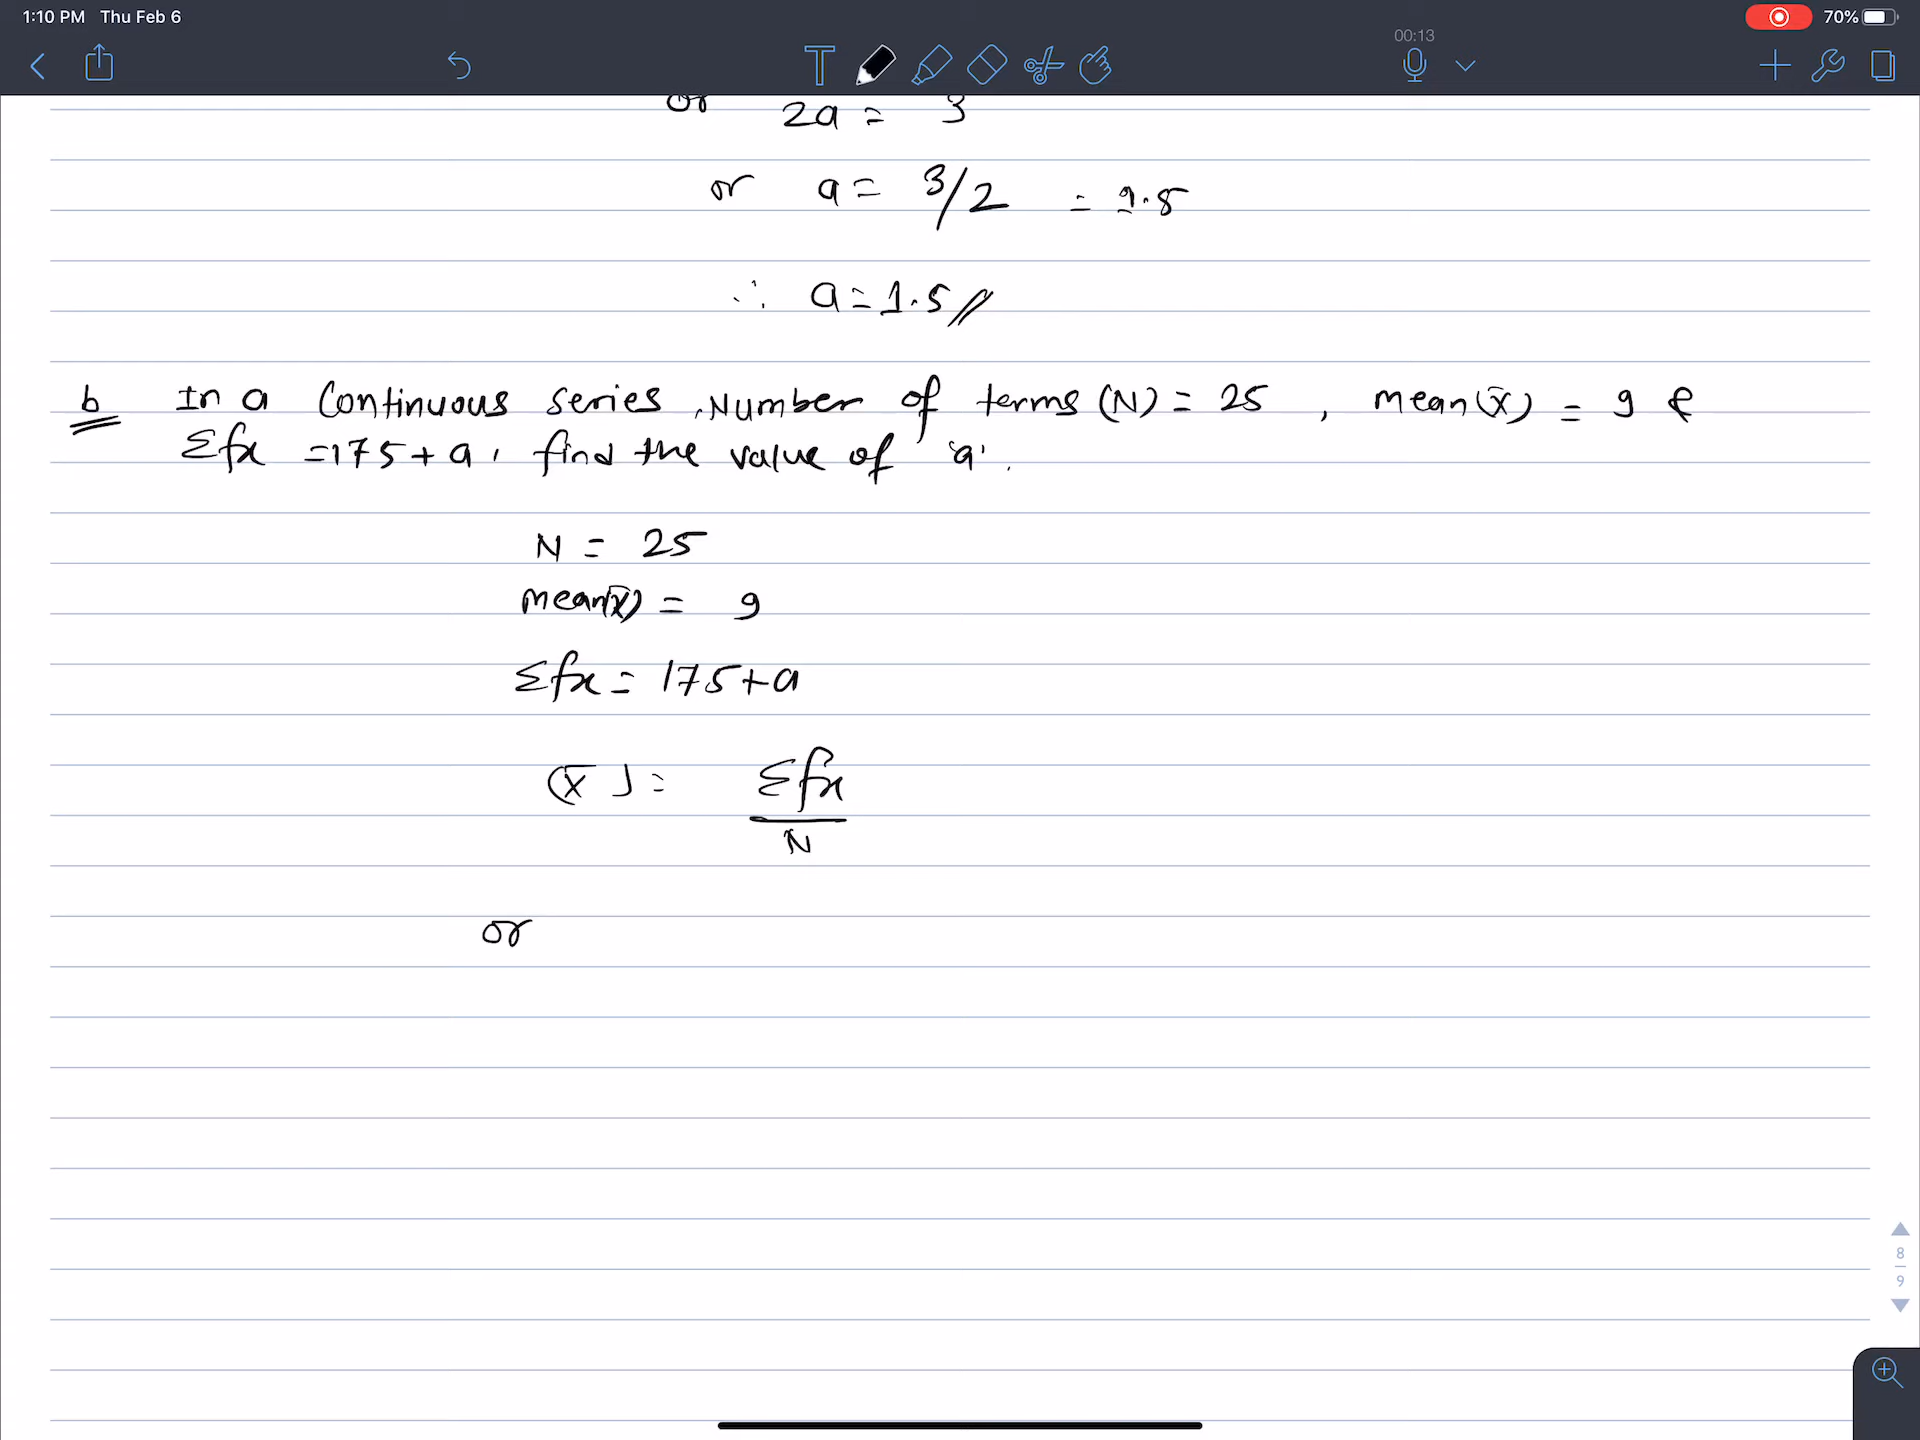 1:10 PM Thu Feb 6
70%
00:13
or 2a = 3
or a = 3/2 = 1.5
∴ a = 1.5 //
b In a Continuous series, Number of terms (N) = 25 , mean (x̄) = 9 &
Σfx = 175 + a, find the value of 'a'.
N = 25
mean(x̄) = 9
Σfx = 175 + a
(x̄) = Σfx
N
or
8
9